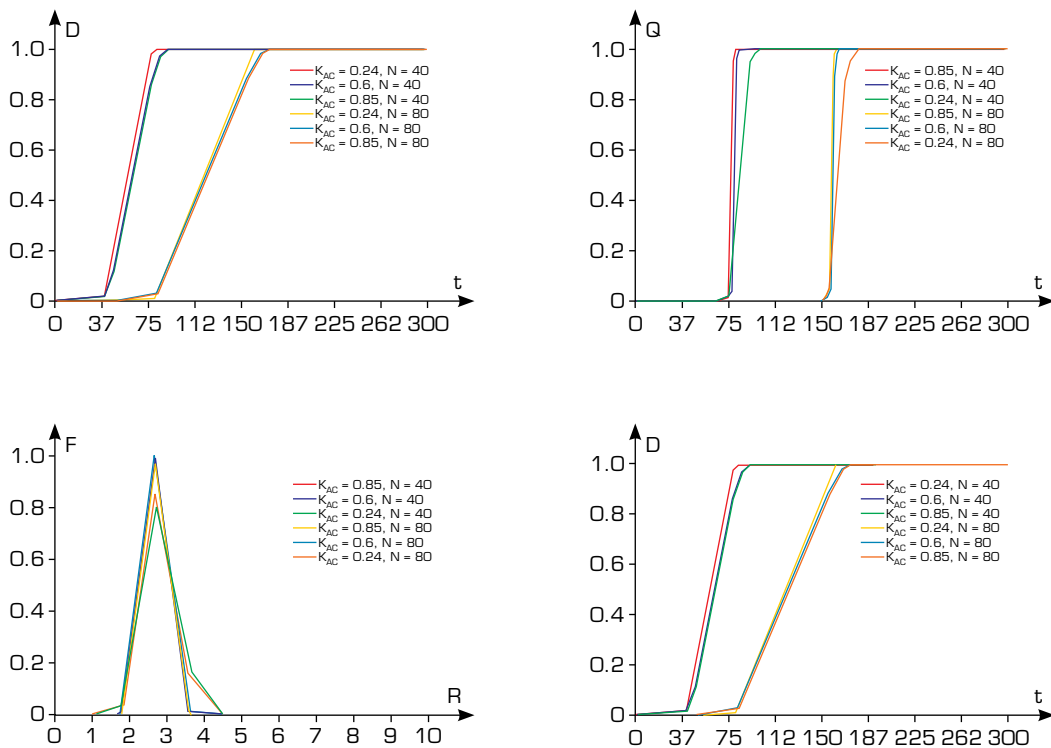 D
1.0
0.8
0.6
0.4
0.2
0
K_AC = 0.24, N = 40
K_AC = 0.6, N = 40
K_AC = 0.85, N = 40
K_AC = 0.24, N = 80
K_AC = 0.6, N = 80
K_AC = 0.85, N = 80
t
0 37 75 112 150 187 225 262 300
Q
1.0
0.8
0.6
0.4
0.2
0
K_AC = 0.85, N = 40
K_AC = 0.6, N = 40
K_AC = 0.24, N = 40
K_AC = 0.85, N = 80
K_AC = 0.6, N = 80
K_AC = 0.24, N = 80
t
0 37 75 112 150 187 225 262 300
F
1.0
0.8
0.6
0.4
0.2
0
K_AC = 0.85, N = 40
K_AC = 0.6, N = 40
K_AC = 0.24, N = 40
K_AC = 0.85, N = 80
K_AC = 0.6, N = 80
K_AC = 0.24, N = 80
R
0 1 2 3 4 5 6 7 8 9 10
D
1.0
0.8
0.6
0.4
0.2
0
K_AC = 0.24, N = 40
K_AC = 0.6, N = 40
K_AC = 0.85, N = 40
K_AC = 0.24, N = 80
K_AC = 0.6, N = 80
K_AC = 0.85, N = 80
t
0 37 75 112 150 187 225 262 300